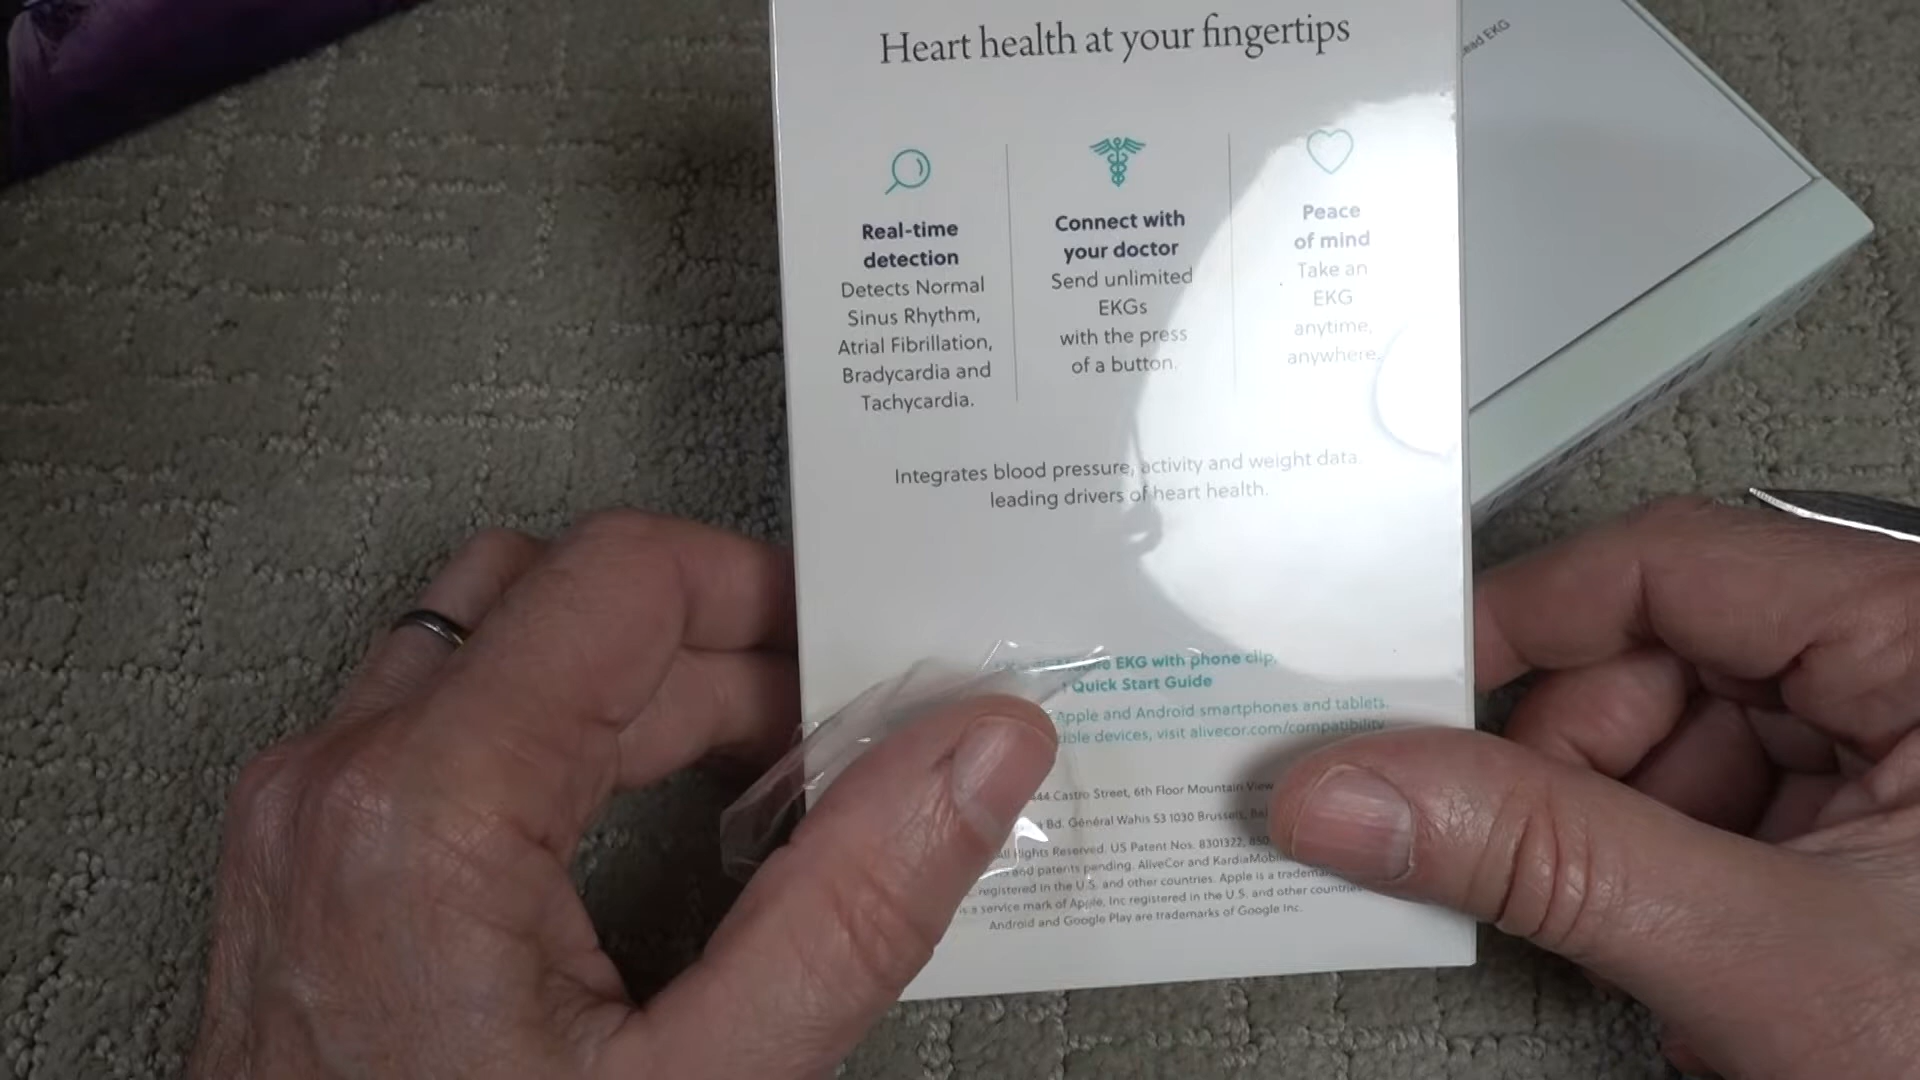 Heart health at your fingertips
ead EKG
Real-time
detection
Detects Normal
Sinus Rhythm,
Atrial Fibrillation,
Bradycardia and
Tachycardia.
Connect with
your doctor
Send unlimited
EKGs
with the press
of a button.
Peace
of mind
Take an
EKG
anytime,
anywhere.
Integrates blood pressure, activity and weight data.
leading drivers of heart health.
EKG with phone clip,
Quick Start Guide
Apple and Android smartphones and tablets.
ible devices, visit alivecor.com/compatibility
444 Castro Street, 6th Floor Mountain View
Bd. Général Wahis 53 1030 Brussels,
All Rights Reserved. US Patent Nos. 8301322,
and patents pending. AliveCor and
registered in the U.S. and other countries. Apple is a
is a service mark of Apple, Inc registered in the U.S. and other countries
Android and Google Play are trademarks of Google Inc.